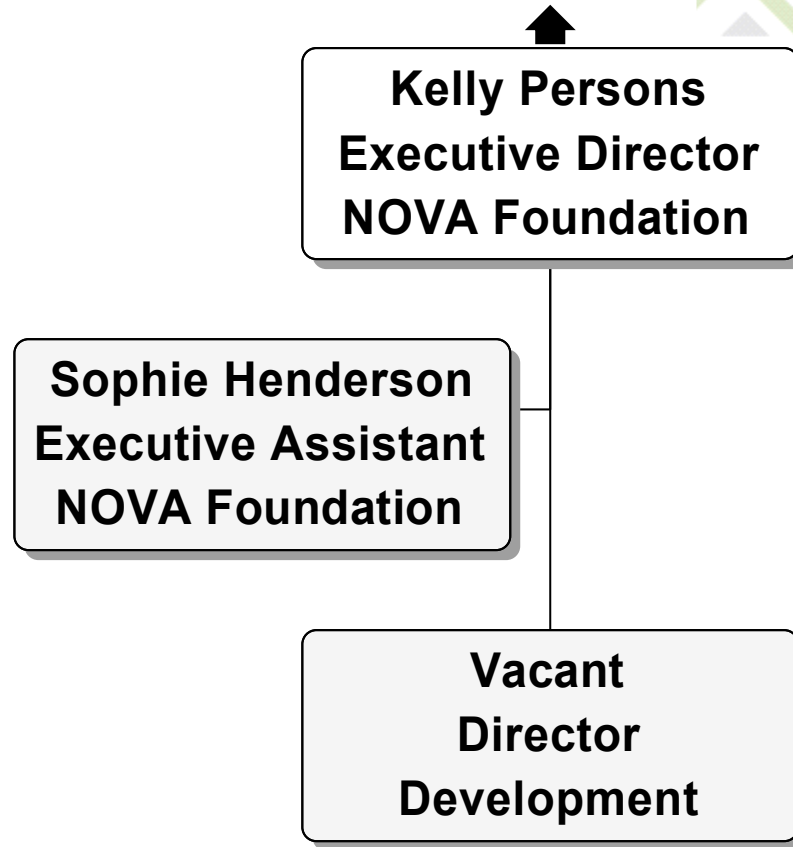 Kelly Persons
Executive Director
NOVA Foundation
Sophie Henderson
Executive Assistant
NOVA Foundation
Vacant
Director
Development